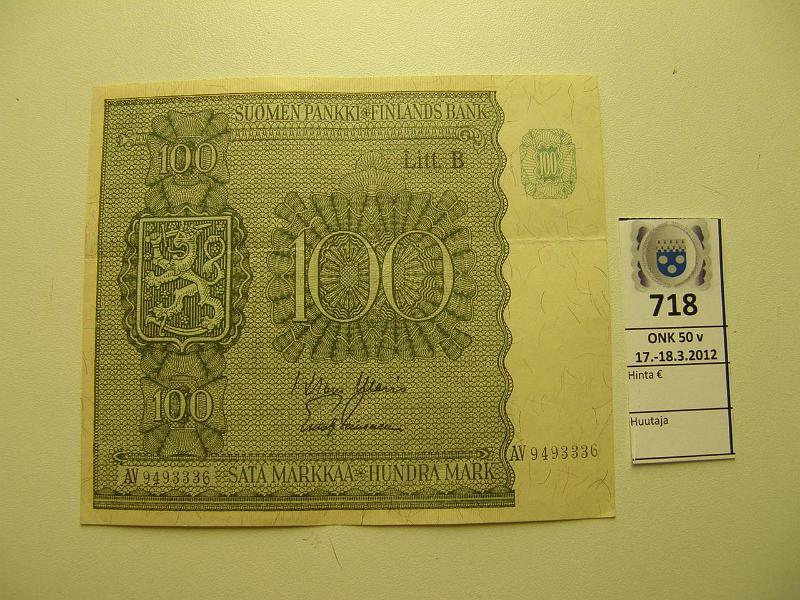 SUOMEN PANKKI FINLANDS BANK
100
Litt. B
100
100
100
AV 9493336
AV 9493336
SATA MARKKAA HUNDRA MARK
718
ONK 50 v
17.-18.3.2012
Hinta €
Huutaja